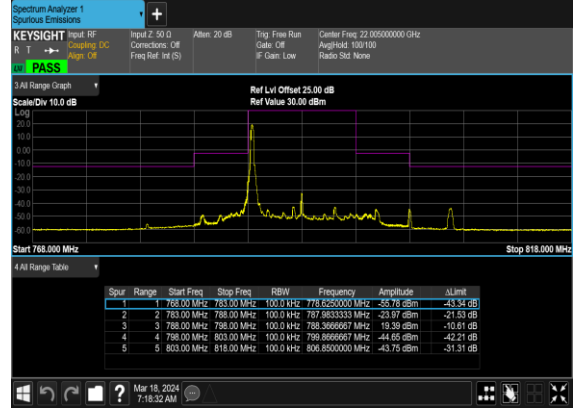 Spectrum Analyzer 1
Spurious Emissions
KEYSIGHT Input: RF Input Z: 50 Ω Atten: 20 dB Trig: Free Run Center Freq: 22.005000000 GHz
R T Coupling: DC Corrections: Off Gate: Off Avg|Hold: 100/100
Align: Off Freq Ref: Int (S) IF Gain: Low Radio Std: None
PASS
3 All Range Graph
Ref Lvl Offset 25.00 dB
Scale/Div 10.0 dB Ref Value 30.00 dBm
Log
20.0
10.0
0.00
-10.0
-20.0
-30.0
-40.0
-50.0
-60.0
Start 768.000 MHz Stop 818.000 MHz
4 All Range Table
Spur Range Start Freq Stop Freq RBW Frequency Amplitude ΔLimit
1 1 768.00 MHz 783.00 MHz 100.0 kHz 778.6250000 MHz -55.78 dBm -43.34 dB
2 2 783.00 MHz 788.00 MHz 100.0 kHz 787.9833333 MHz -23.97 dBm -21.53 dB
3 3 788.00 MHz 798.00 MHz 100.0 kHz 788.3666667 MHz 19.39 dBm -10.61 dB
4 4 798.00 MHz 803.00 MHz 100.0 kHz 799.8666667 MHz -44.65 dBm -42.21 dB
5 5 803.00 MHz 818.00 MHz 100.0 kHz 806.8500000 MHz -43.75 dBm -31.31 dB
? Mar 18, 2024
7:18:32 AM